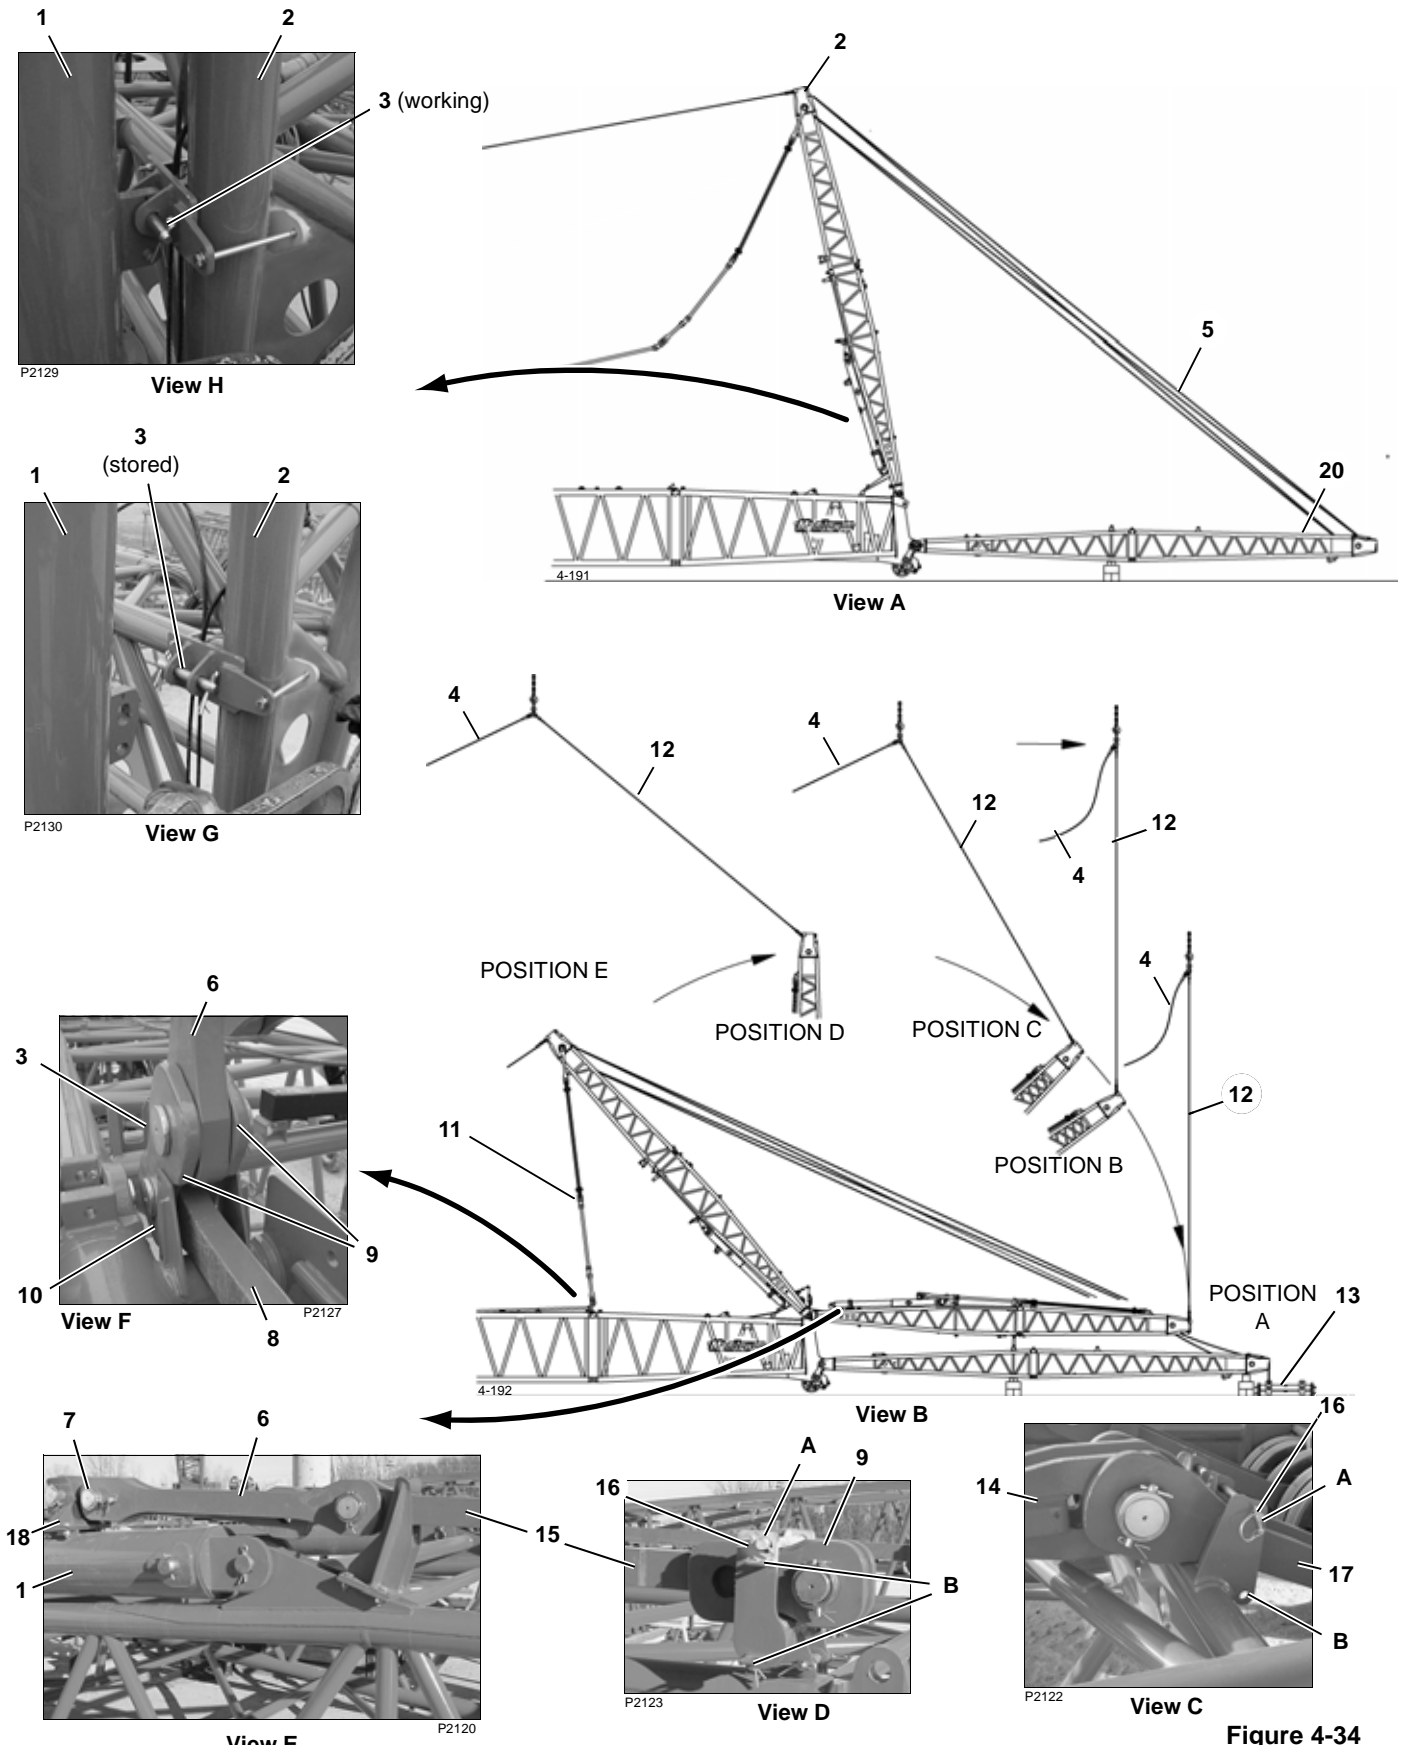 1
2
3 (working)
P2129
View H
2
5
20
4-191
View A
3
(stored)
1
2
P2130
View G
4
12
4
12
4
12
4
12
POSITION E
POSITION D
POSITION C
POSITION B
POSITION
A
6
3
9
10
8
P2127
View F
11
13
4-192
View B
7
6
18
1
15
P2120
View E
A
9
16
B
P2123
View D
16
A
14
17
B
P2122
View C
Figure 4-34